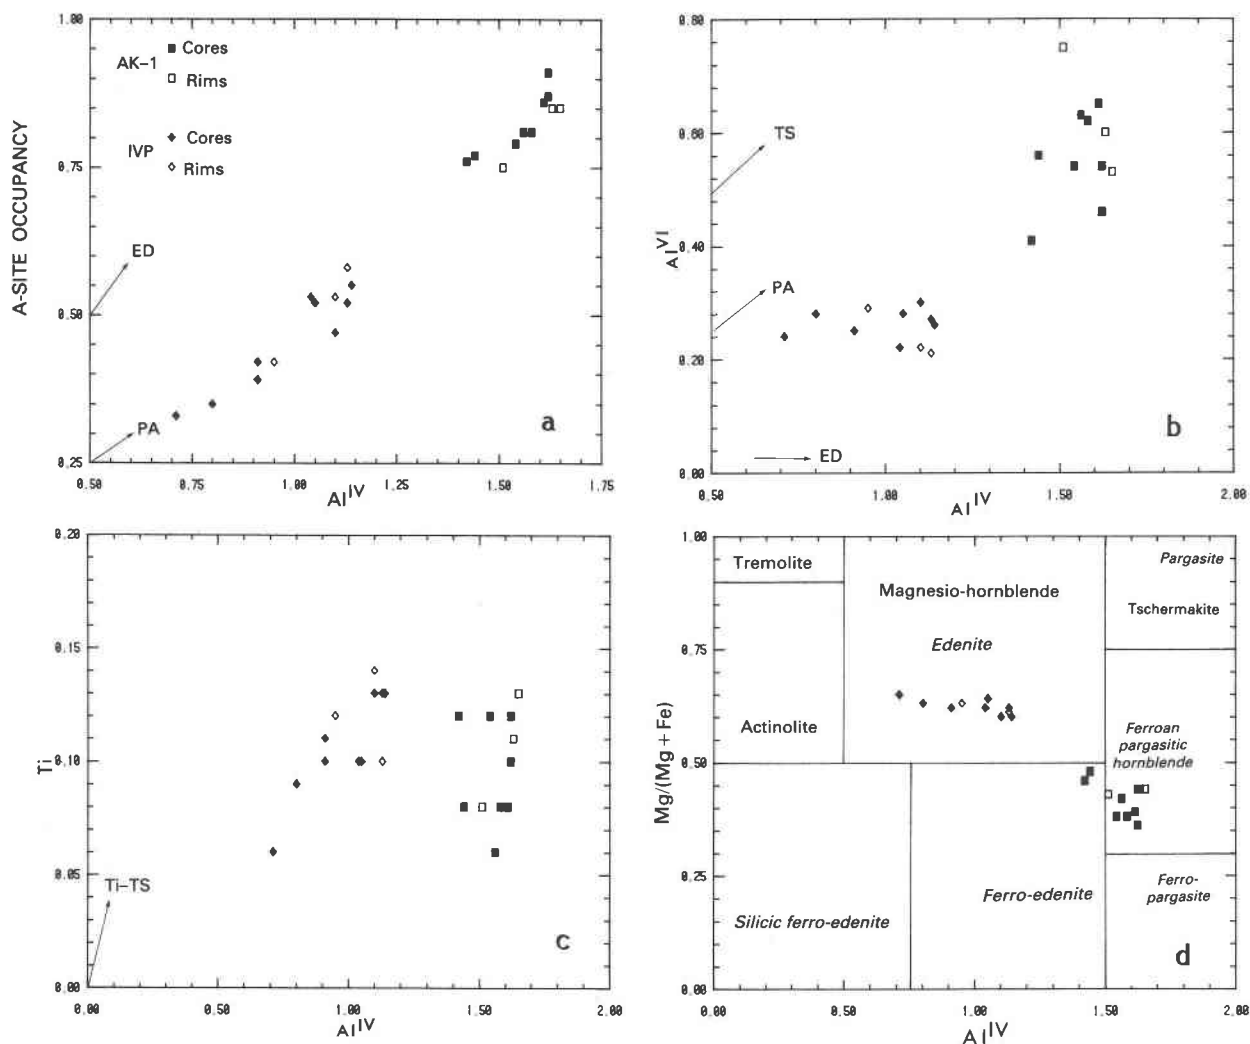 1.00
0.75
0.50
0.25
A-SITE OCCUPANCY
AK-1
Cores
Rims
IVP
Cores
Rims
ED
PA
a
0.50
0.75
1.00
1.25
1.50
1.75
Al IV
0.80
0.60
0.40
0.20
0.00
Al VI
TS
PA
ED
b
0.50
1.00
1.50
2.00
Al IV
0.20
0.15
0.10
0.05
0.00
Ti
Ti-TS
c
0.00
0.50
1.00
1.50
2.00
Al IV
1.00
0.75
0.50
0.25
0.00
Mg/(Mg+Fe)
Tremolite
Magnesio-hornblende
Edenite
Actinolite
Pargasite
Tschermakite
Ferroan
pargasitic
hornblende
Silicic ferro-edenite
Ferro-edenite
Ferro-
pargasite
d
0.00
0.50
1.00
1.50
2.00
Al IV